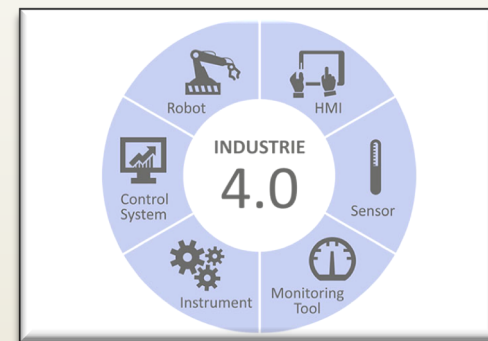 Robot
HMI
INDUSTRIE
4.0
Control
System
Sensor
Instrument
Monitoring
Tool